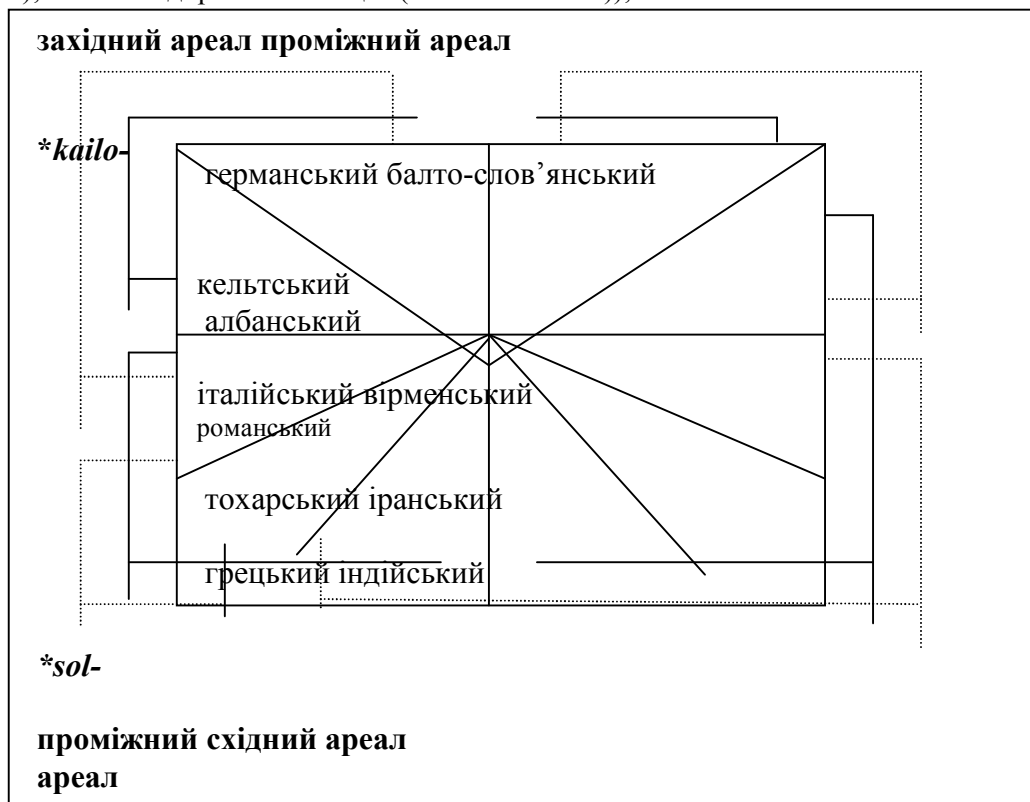 західний ареал проміжний ареал
*kailo-
германський балто-слов’янський
кельтський
албанський
італійський вірменський
романський
тохарський іранський
грецький індійський
*sol-
проміжний східний ареал
ареал